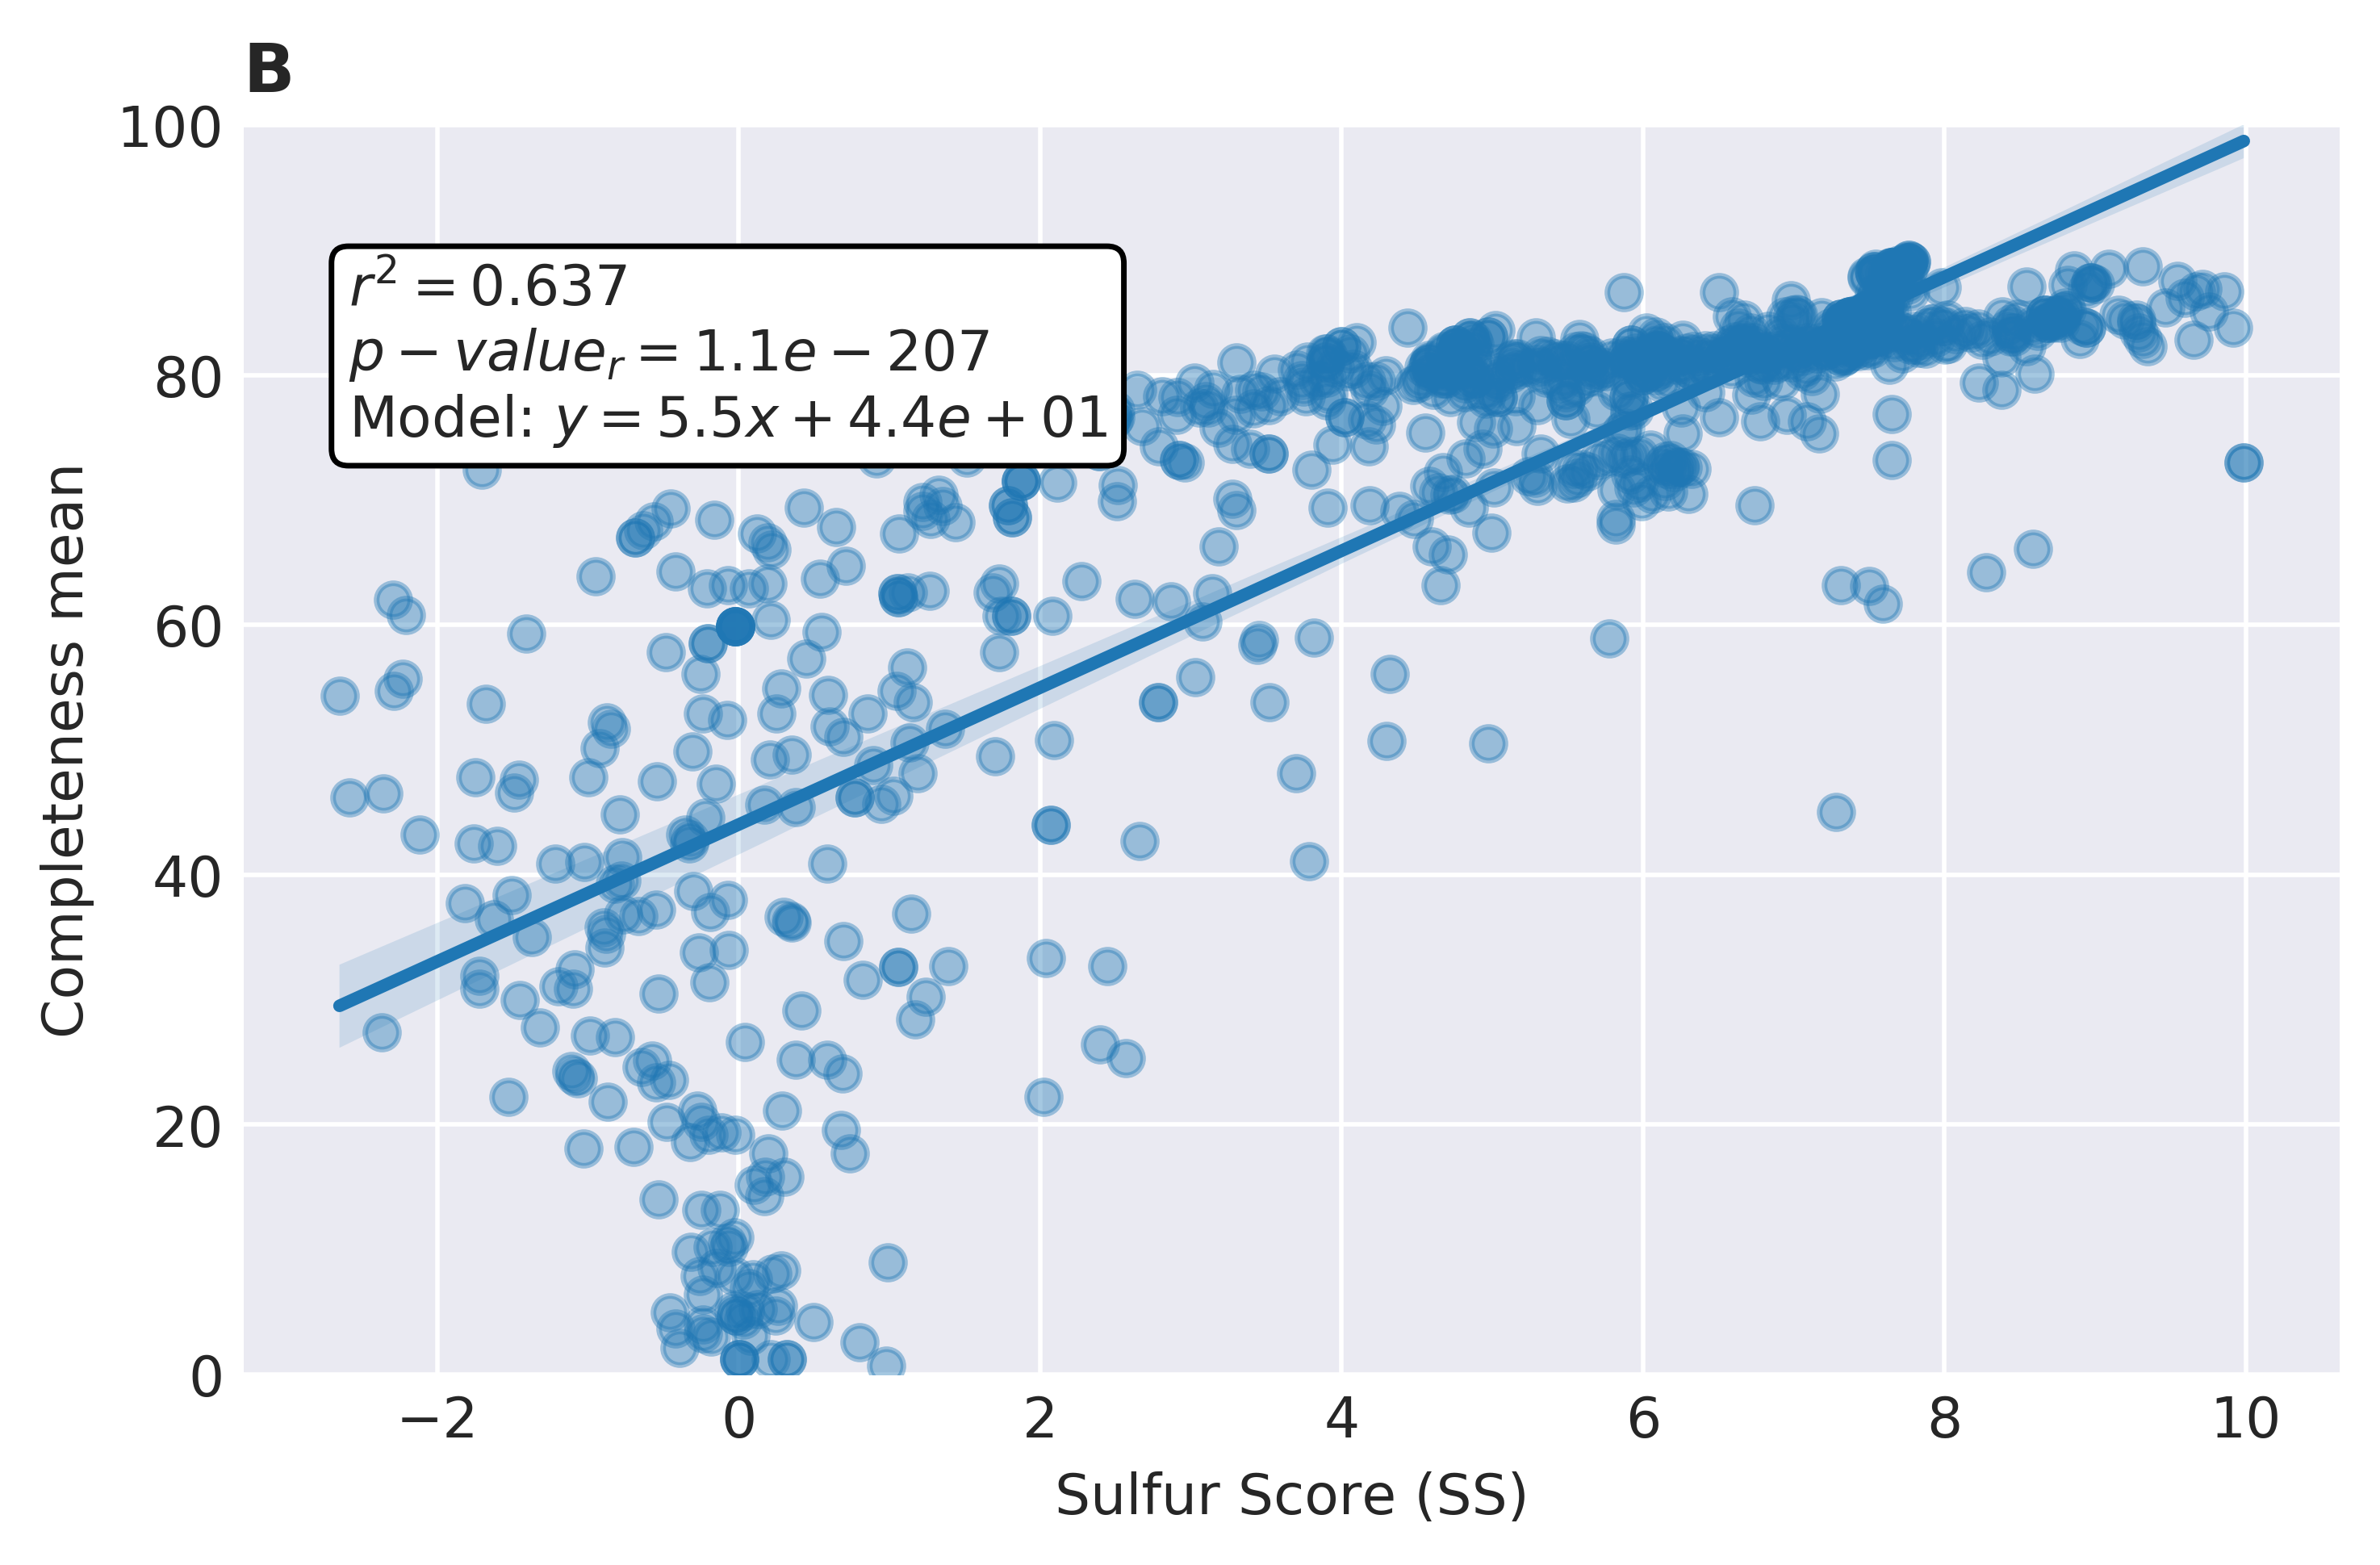 B
100
80
60
40
20
0
Completeness mean
r² = 0.637
p − value_r = 1.1e − 207
Model: y = 5.5x + 4.4e + 01
−2 0 2 4 6 8 10
Sulfur Score (SS)